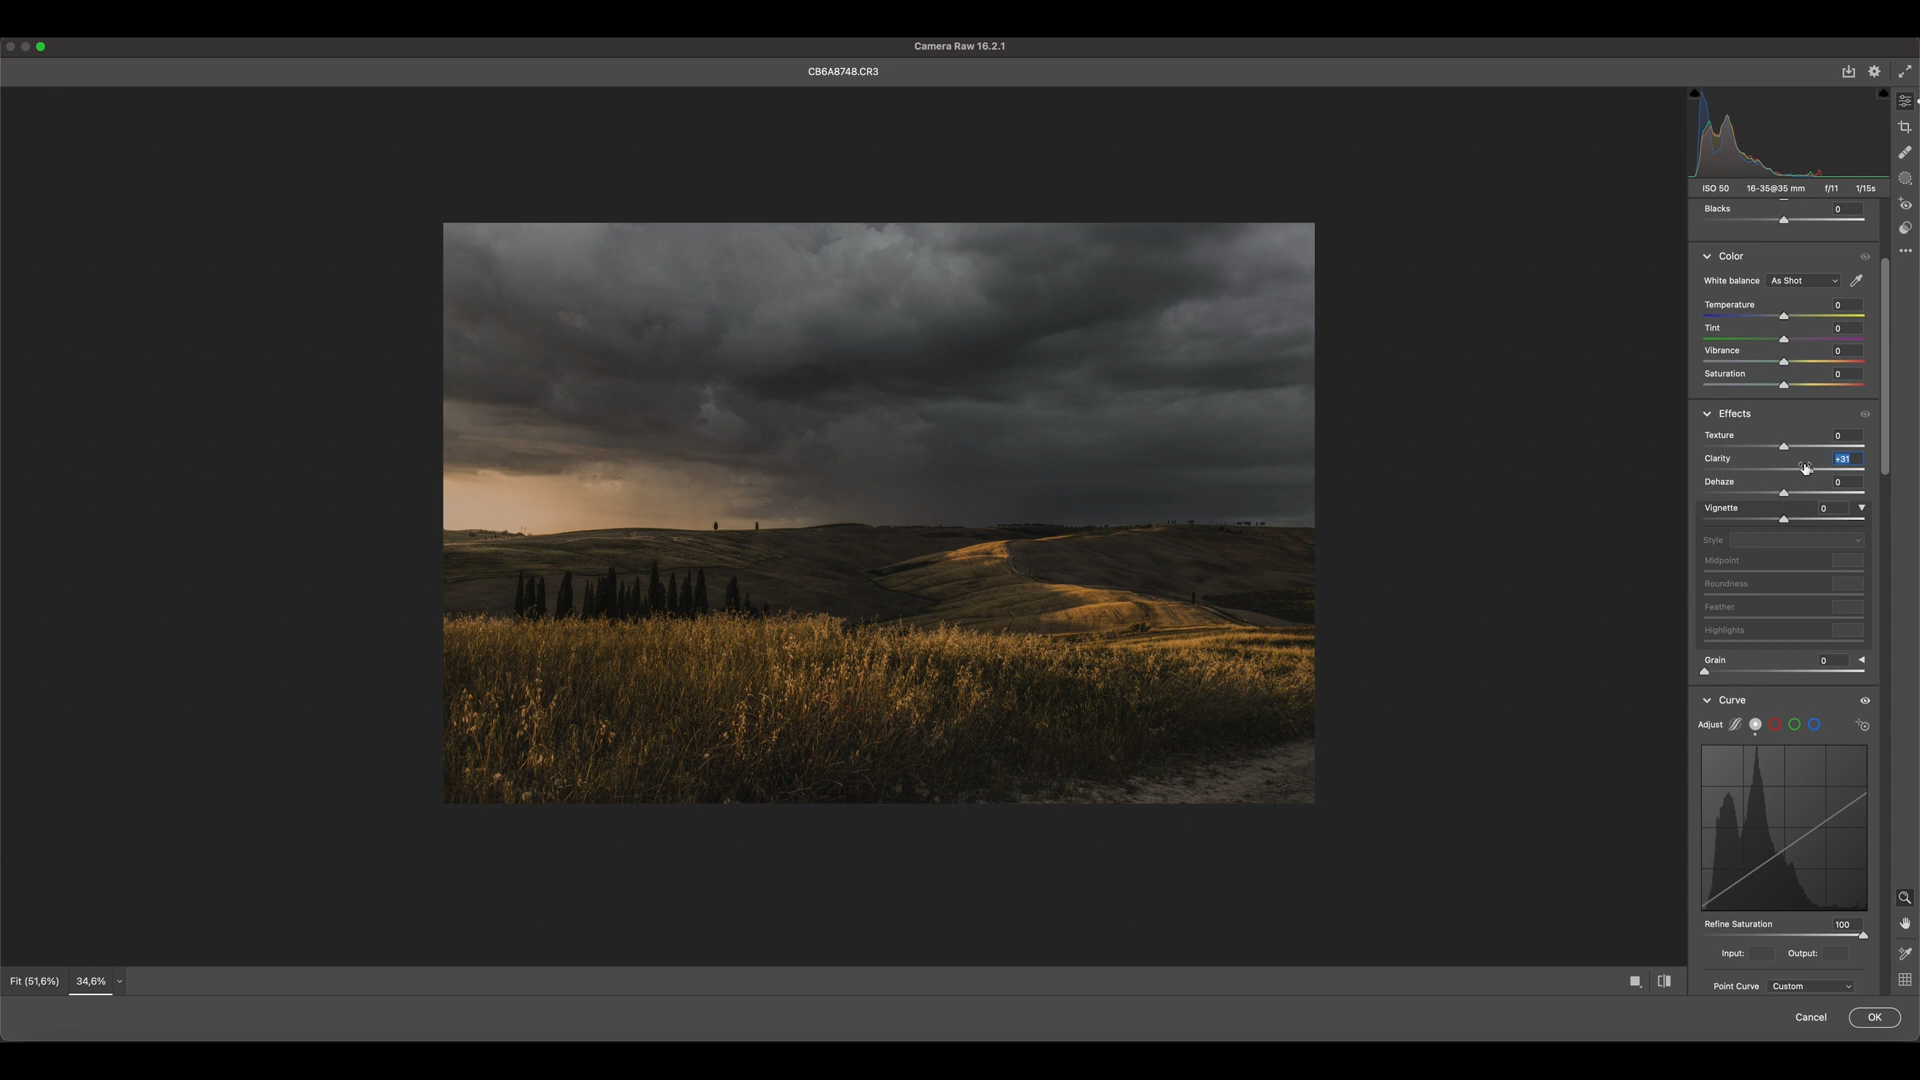 Camera Raw 16.2.1
CB6A8748.CR3
ISO 50 16-35@35 mm f/11 1/15s
Blacks 0
Color
White balance As Shot
Temperature 0
Tint 0
Vibrance 0
Saturation 0
Effects
Texture 0
Clarity +31
Dehaze 0
Vignette 0
Style
Midpoint
Roundness
Feather
Highlights
Grain 0
Curve
Adjust
Refine Saturation 100
Input: Output:
Point Curve Custom
Fit (51,6%) 34,6%
Cancel OK